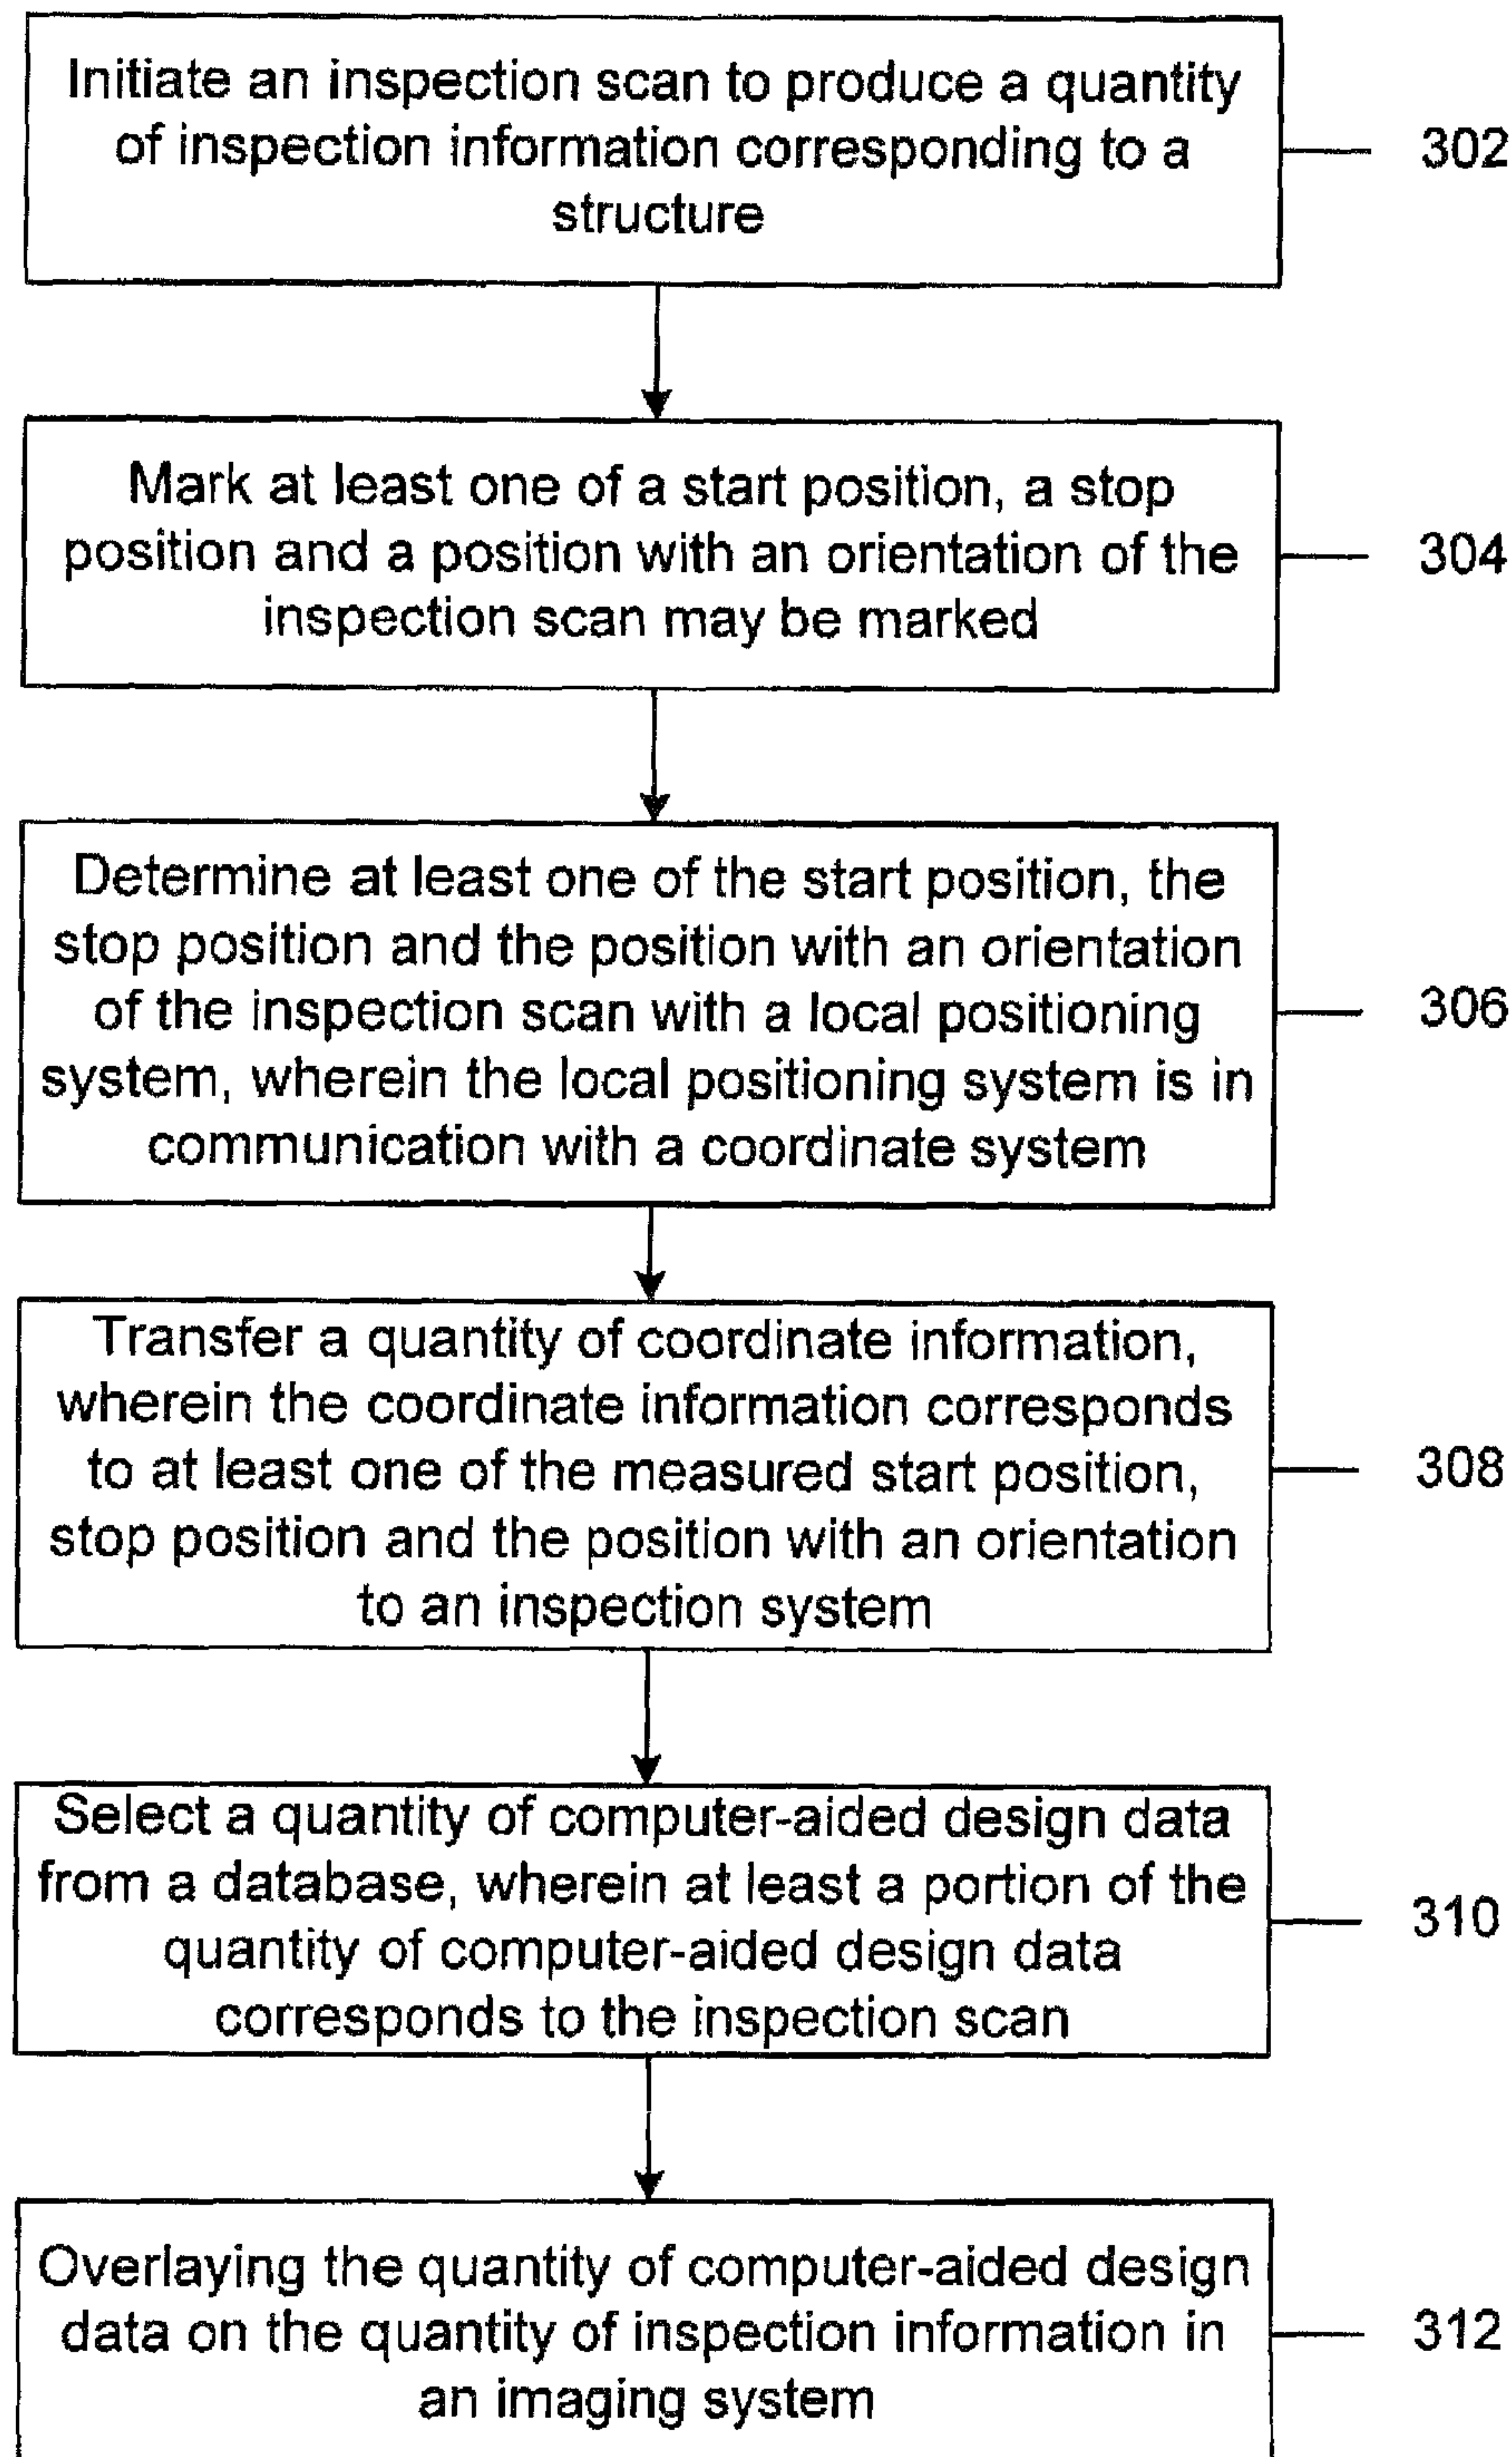 Initiate an inspection scan to produce a quantity
of inspection information corresponding to a
structure
302
Mark at least one of a start position, a stop
position and a position with an orientation of the
inspection scan may be marked
304
Determine at least one of the start position, the
stop position and the position with an orientation
of the inspection scan with a local positioning
system, wherein the local positioning system is in
communication with a coordinate system
306
Transfer a quantity of coordinate information,
wherein the coordinate information corresponds
to at least one of the measured start position,
stop position and the position with an orientation
to an inspection system
308
Select a quantity of computer-aided design data
from a database, wherein at least a portion of the
quantity of computer-aided design data
corresponds to the inspection scan
310
Overlaying the quantity of computer-aided design
data on the quantity of inspection information in
an imaging system
312